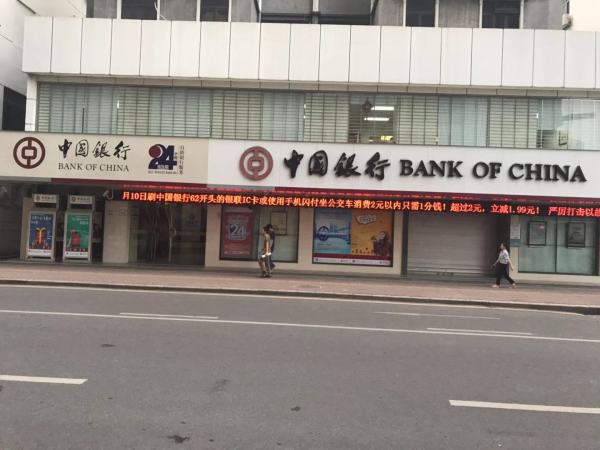 中国银行
BANK OF CHINA
24
中国银行 BANK OF CHINA
月10日刷中国银行62开头的银联IC卡或使用手机闪付坐公交车消费2元以内只需1分钱！超过2元，立减1.99元！ 严厉打击以
24